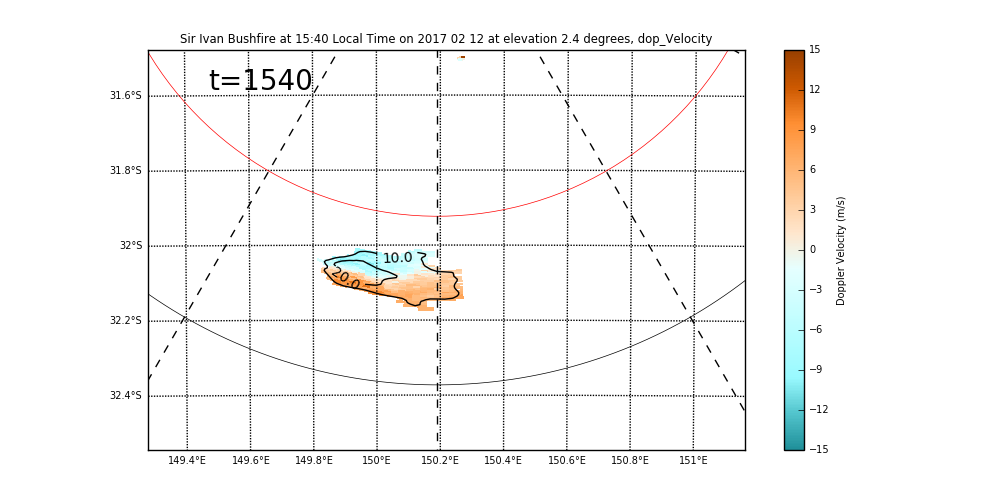 Sir Ivan Bushfire at 15:40 Local Time on 2017 02 12 at elevation 2.4 degrees, dop_Velocity
t=1540
31.6°S
31.8°S
32°S
32.2°S
32.4°S
10.0
20.0
149.4°E 149.6°E 149.8°E 150°E 150.2°E 150.4°E 150.6°E 150.8°E 151°E
15
12
9
6
3
0
−3
−6
−9
−12
−15
Doppler Velocity (m/s)